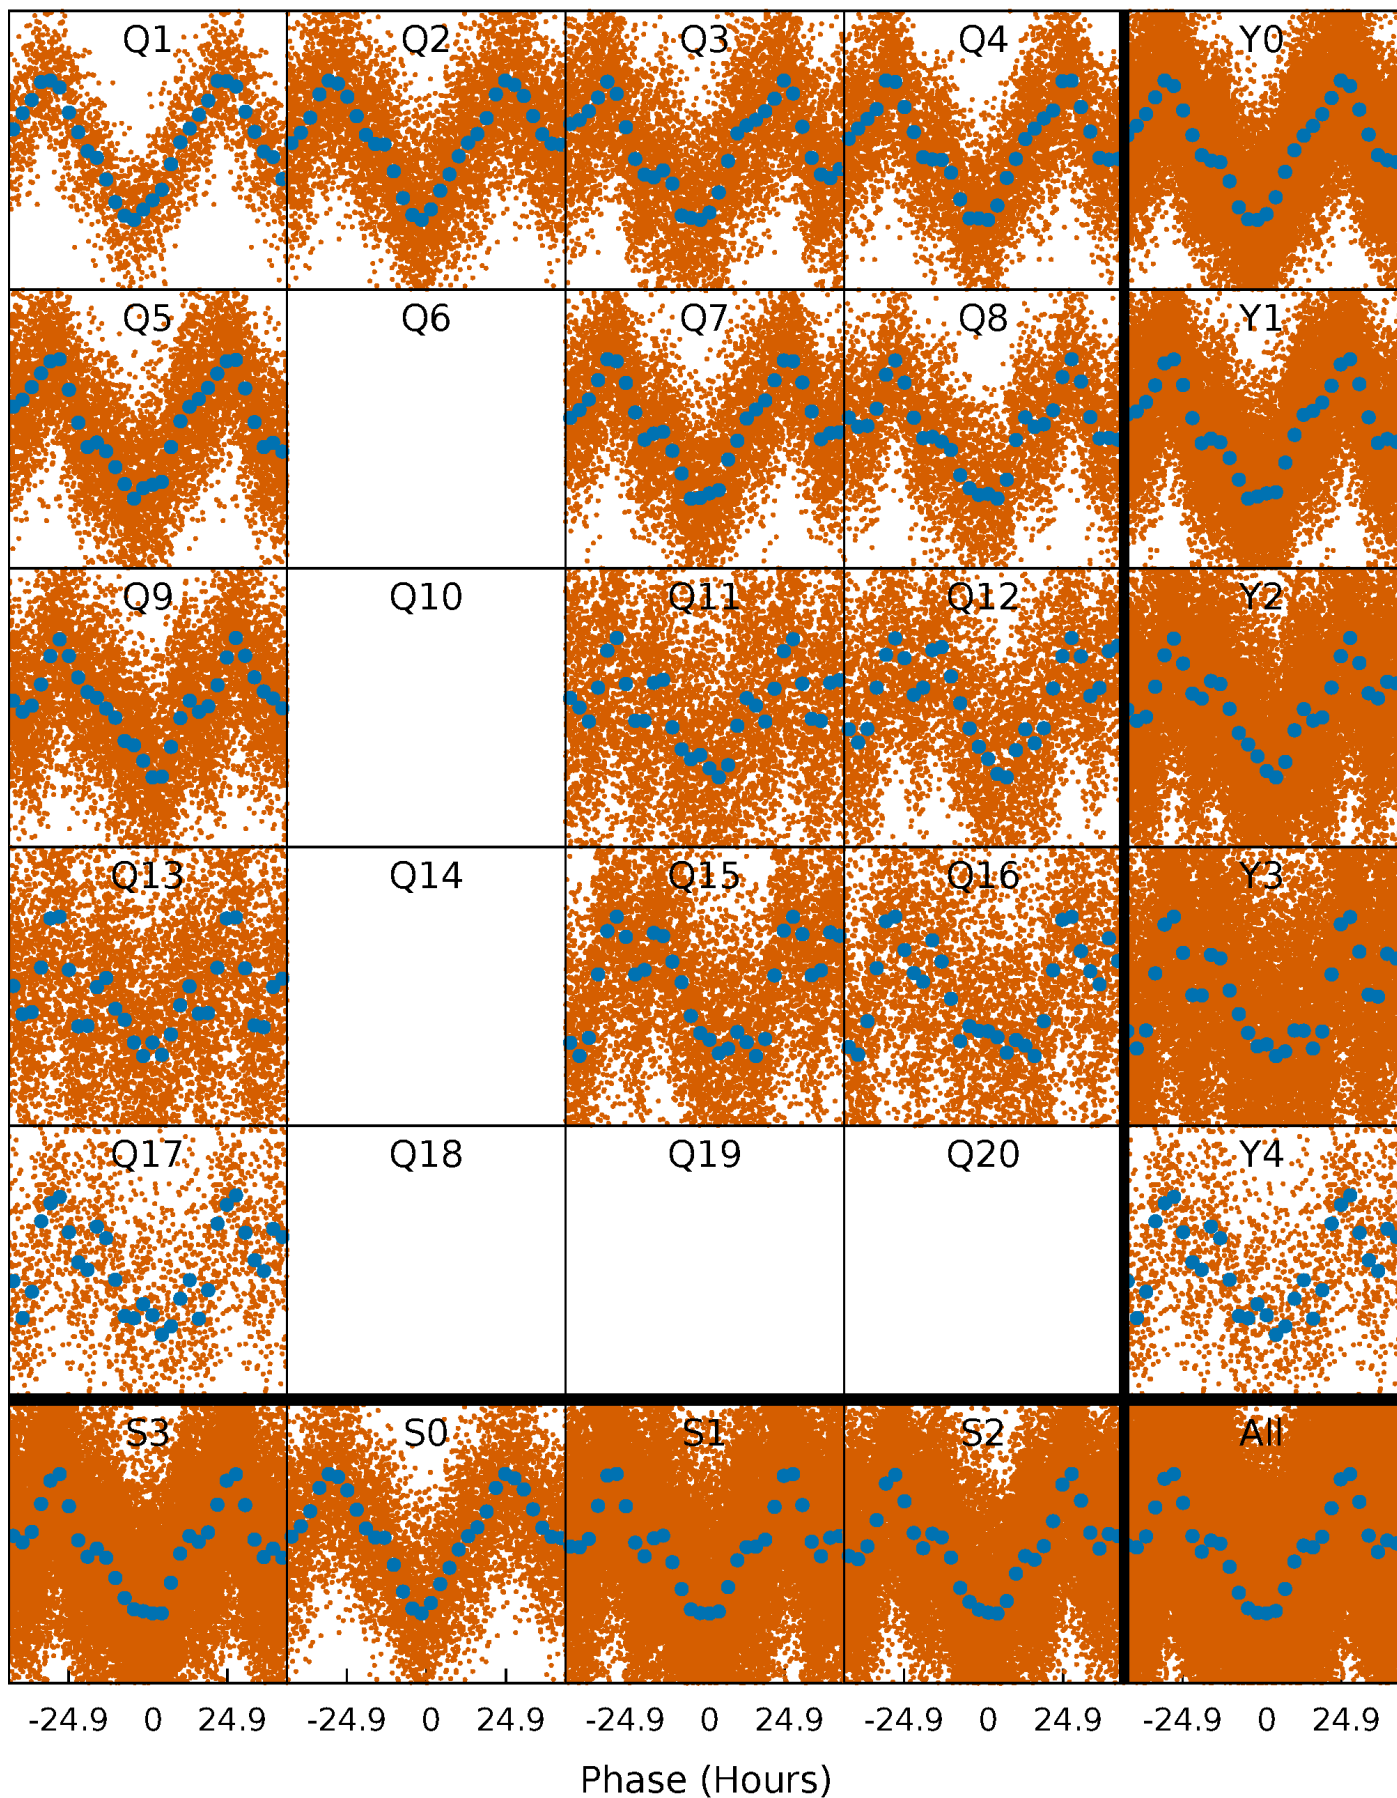 Q1 Q2 Q3 Q4 Y0
Q5 Q6 Q7 Q8 Y1
Q9 Q10 Q11 Q12 Y2
Q13 Q14 Q15 Q16 Y3
Q17 Q18 Q19 Q20 Y4
S3 S0 S1 S2 All
-24.9 0 24.9 -24.9 0 24.9 -24.9 0 24.9 -24.9 0 24.9 -24.9 0 24.9
Phase (Hours)